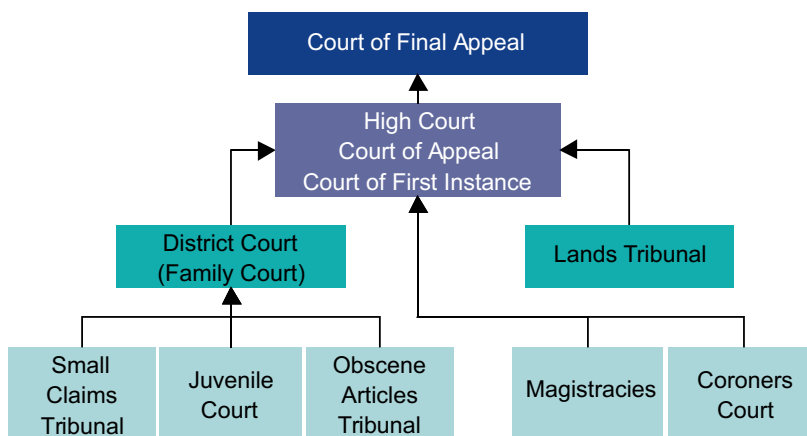 Court of Final Appeal
High Court
Court of Appeal
Court of First Instance
District Court
(Family Court)
Lands Tribunal
Small
Claims
Tribunal
Juvenile
Court
Obscene
Articles
Tribunal
Magistracies
Coroners
Court